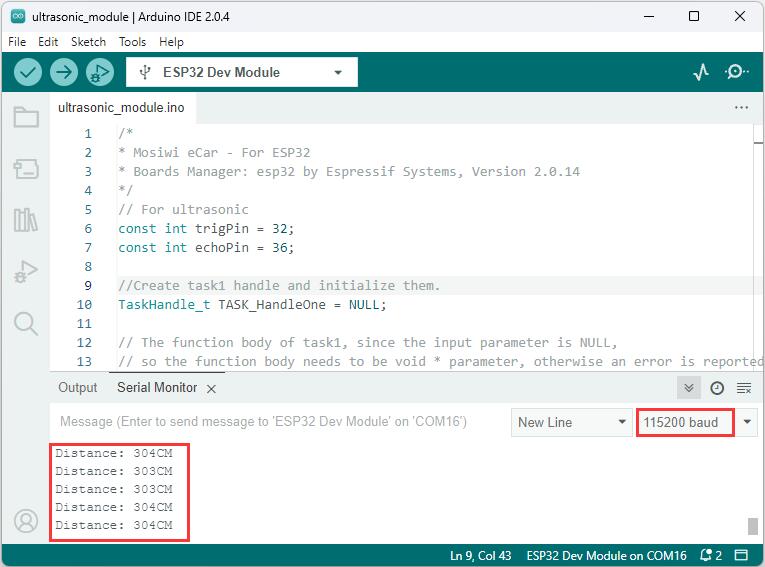 ultrasonic_module | Arduino IDE 2.0.4
File Edit Sketch Tools Help
ESP32 Dev Module
ultrasonic_module.ino
1 /*
2 * Mosiwi eCar - For ESP32
3 * Boards Manager: esp32 by Espressif Systems, Version 2.0.14
4 */
5 // For ultrasonic
6 const int trigPin = 32;
7 const int echoPin = 36;
8
9 //Create task1 handle and initialize them.
10 TaskHandle_t TASK_HandleOne = NULL;
11
12 // The function body of task1, since the input parameter is NULL,
13 // so the function body needs to be void * parameter, otherwise an error is reported
Output Serial Monitor
Message (Enter to send message to 'ESP32 Dev Module' on 'COM16') New Line 115200 baud
Distance: 304CM
Distance: 303CM
Distance: 303CM
Distance: 304CM
Distance: 304CM
Ln 9, Col 43 ESP32 Dev Module on COM16 2